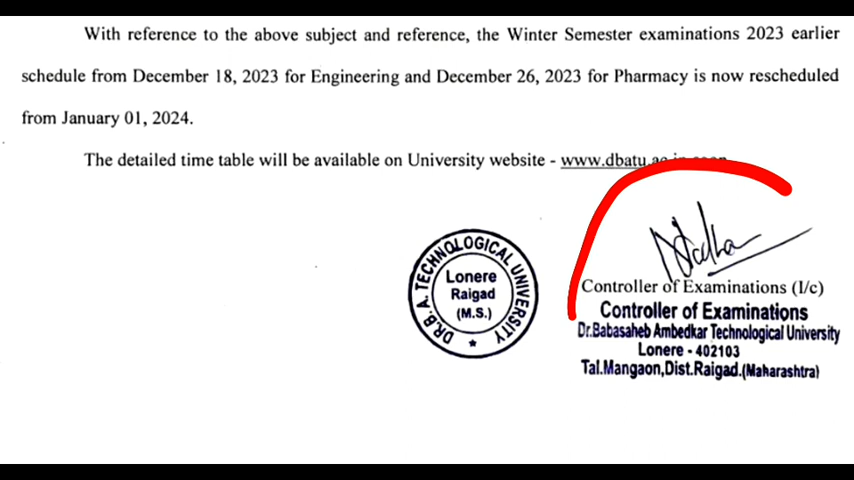 With reference to the above subject and reference, the Winter Semester examinations 2023 earlier
schedule from December 18, 2023 for Engineering and December 26, 2023 for Pharmacy is now rescheduled
from January 01, 2024.
The detailed time table will be available on University website - www.dbatu.ac.in soon
DR.B. A. TECHNOLOGICAL UNIVERSITY
Lonere
Raigad
(M.S.)
Controller of Examinations (I/c)
Controller of Examinations
Dr.Babasaheb Ambedkar Technological University
Lonere - 402103
Tal.Mangaon,Dist.Raigad.(Maharashtra)